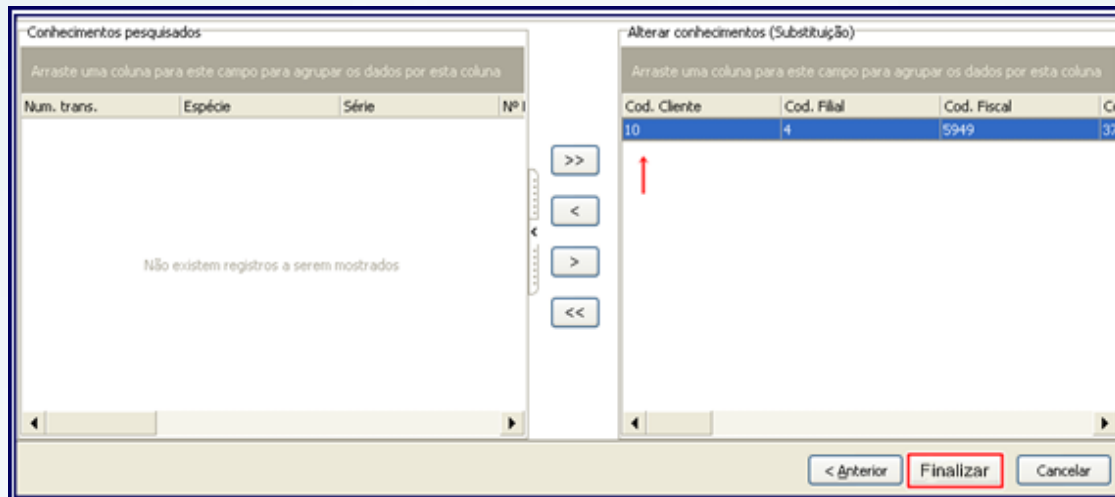 Conhecimentos pesquisados
Arraste uma coluna para este campo para agrupar os dados por esta coluna
Num. trans. Espécie Série Nº
Não existem registros a serem mostrados
>>
<
>
<<
<
Alterar conhecimentos (Substituição)
Arraste uma coluna para este campo para agrupar os dados por esta coluna
Cod. Cliente Cod. Filial Cod. Fiscal
10 4 5949 37
< Anterior Finalizar Cancelar